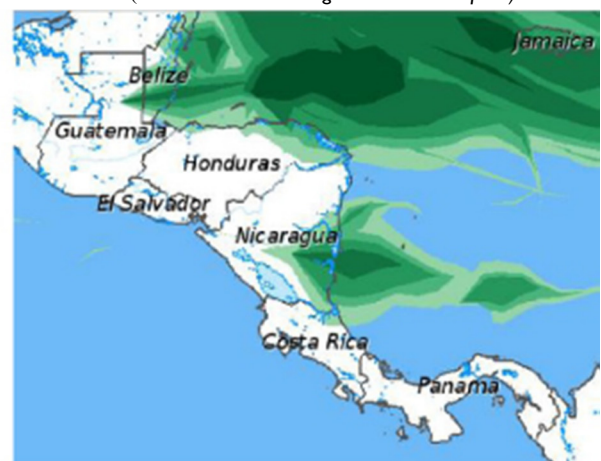 Jamaica
Belize
Guatemala
Honduras
El Salvador
Nicaragua
Costa Rica
Panama